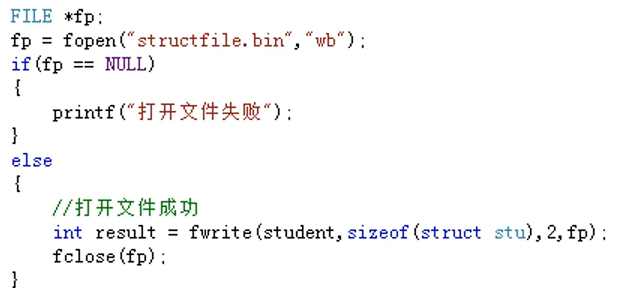 FILE *fp;
fp = fopen("structfile.bin","wb");
if(fp == NULL)
{
    printf("打开文件失败");
}
else
{
    //打开文件成功
    int result = fwrite(student,sizeof(struct stu),2,fp);
    fclose(fp);
}